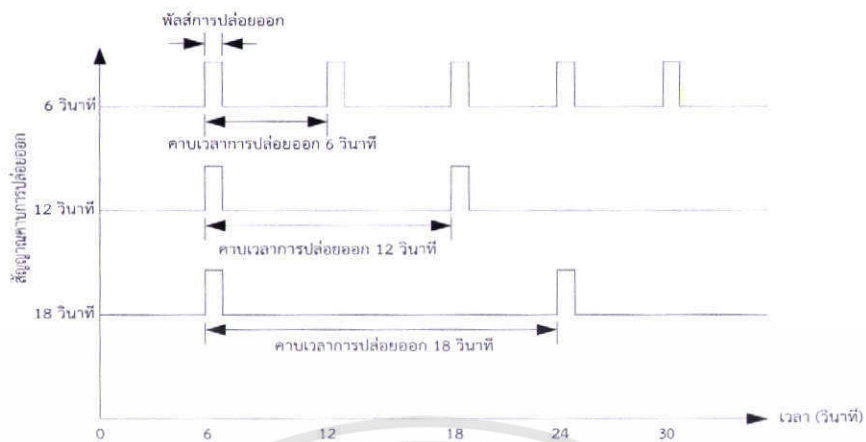 พัลส์การปล่อยออก
6 วินาที
คาบเวลาการปล่อยออก 6 วินาที
สัญญาณคาบการปล่อยออก
12 วินาที
คาบเวลาการปล่อยออก 12 วินาที
18 วินาที
คาบเวลาการปล่อยออก 18 วินาที
เวลา (วินาที)
0 6 12 18 24 30